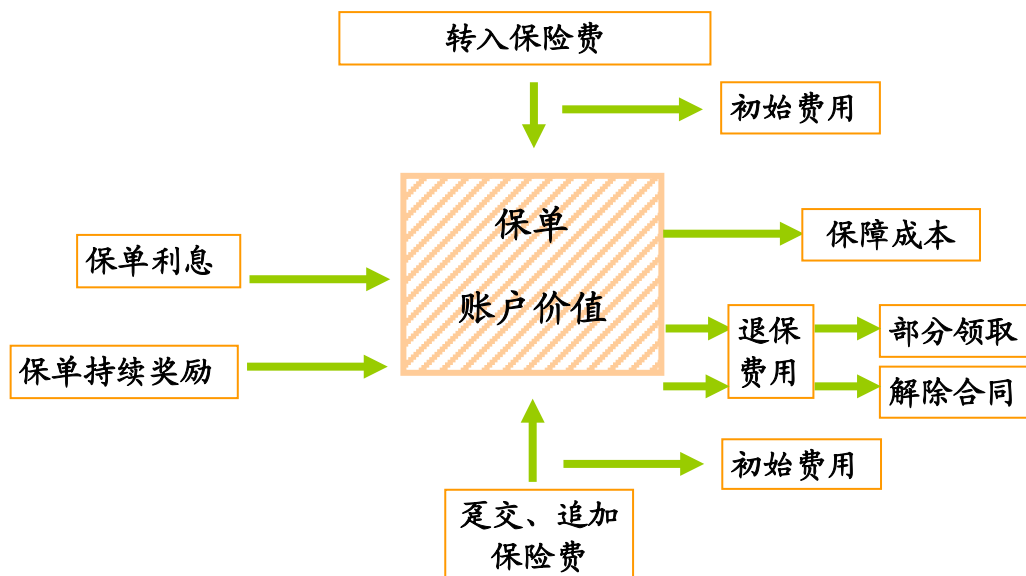 转入保险费
初始费用
保单
账户价值
保障成本
保单利息
退保
费用
部分领取
保单持续奖励
解除合同
初始费用
趸交、追加
保险费